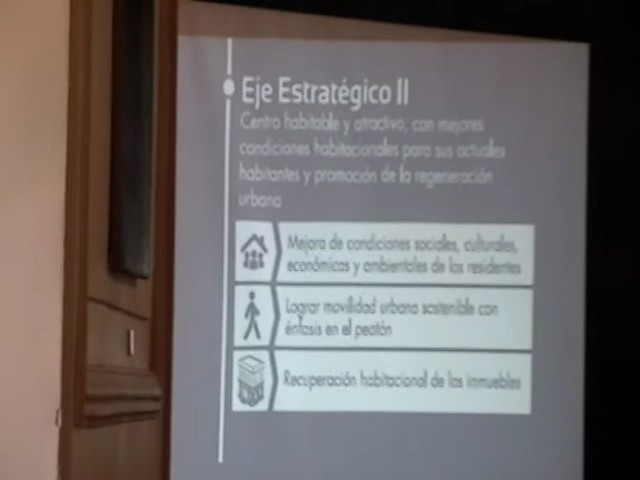 Eje Estratégico II
Centro habitable y atractivo, con mejores
condiciones habitacionales para sus actuales
habitantes y promoción de la regeneración
urbana
Mejora de condiciones sociales, culturales,
económicas y ambientales de los residentes
Lograr movilidad urbana sostenible con
énfasis en el peatón
Recuperación habitacional de los inmuebles